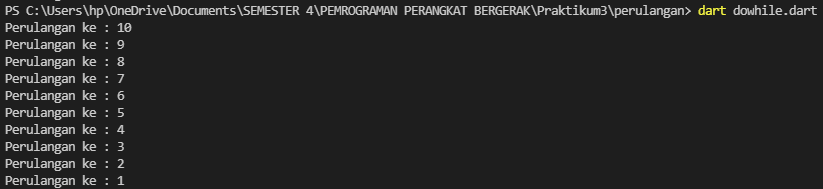 PS C:\Users\hp\OneDrive\Documents\SEMESTER 4\PEMROGRAMAN PERANGKAT BERGERAK\Praktikum3\perulangan> dart dowhile.dart
Perulangan ke : 10
Perulangan ke : 9
Perulangan ke : 8
Perulangan ke : 7
Perulangan ke : 6
Perulangan ke : 5
Perulangan ke : 4
Perulangan ke : 3
Perulangan ke : 2
Perulangan ke : 1